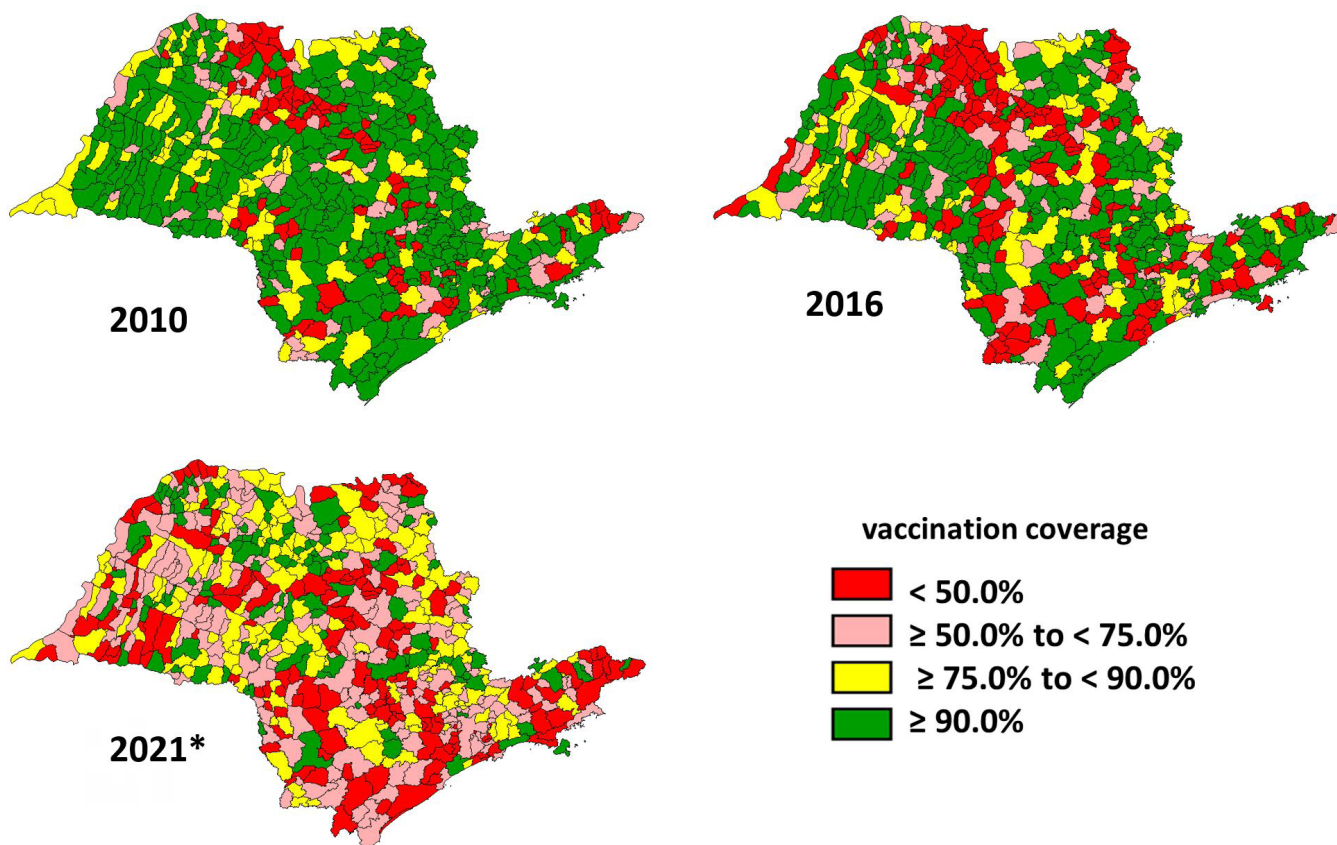 2010
2016
2021*
vaccination coverage
< 50.0%
≥ 50.0% to < 75.0%
≥ 75.0% to < 90.0%
≥ 90.0%